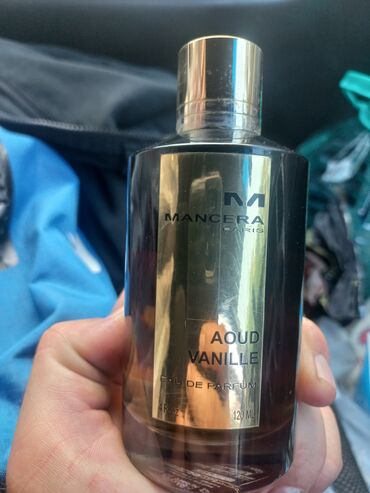 M
MANCERA
PARIS
AOUD
VANILLE
EAU DE PARFUM
120 ML